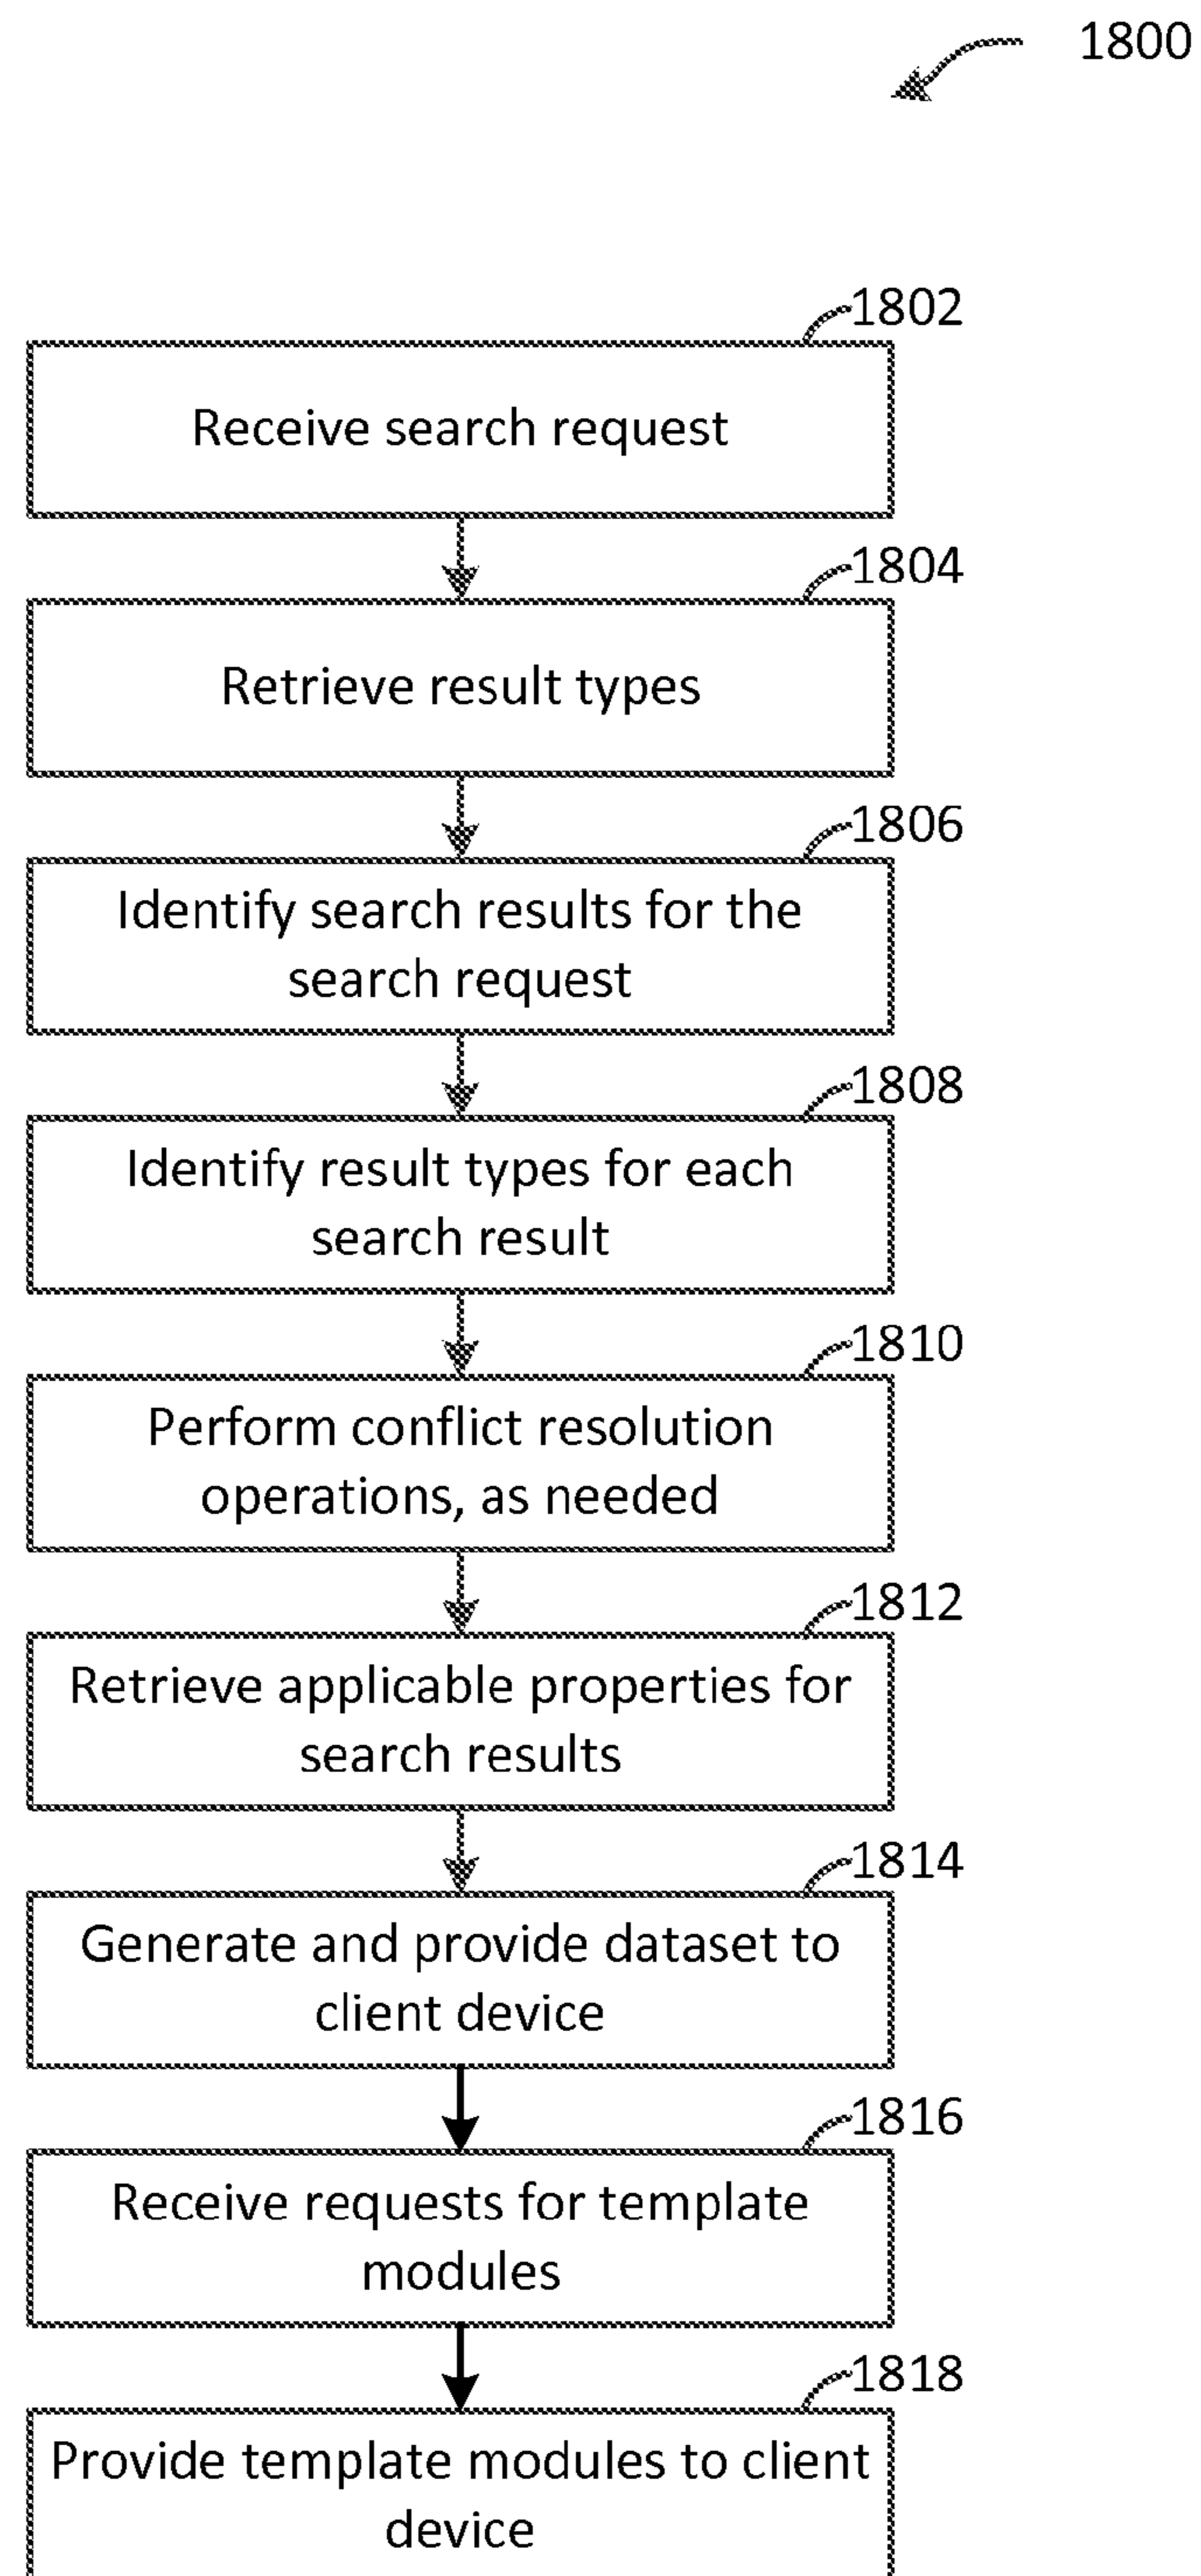 1800
1802
Receive search request
1804
Retrieve result types
1806
Identify search results for the
search request
1808
Identify result types for each
search result
1810
Perform conflict resolution
operations, as needed
1812
Retrieve applicable properties for
search results
1814
Generate and provide dataset to
client device
1816
Receive requests for template
modules
1818
Provide template modules to client
device